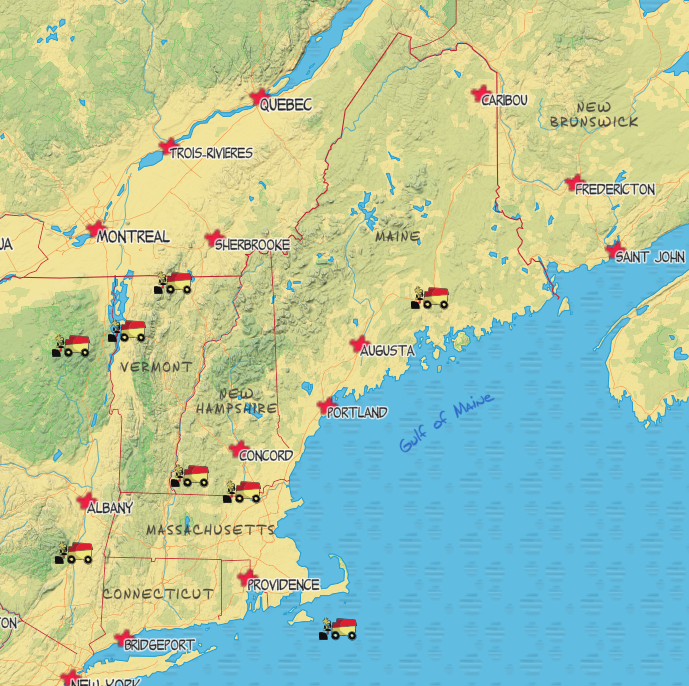 CARIBOU
QUEBEC
NEW
BRUNSWICK
TROIS-RIVIERES
FREDERICTON
MONTREAL
MAINE
SHERBROOKE
UA
SAINT JOHN
AUGUSTA
VERMONT
NEW
HAMPSHIRE
PORTLAND
Gulf of Maine
CONCORD
ALBANY
MASSACHUSETTS
PROVIDENCE
CONNECTICUT
TON
BRIDGEPORT
NEW YORK